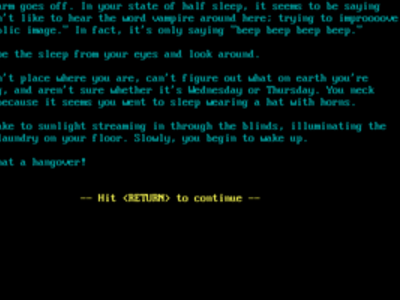 rm goes off. In your state of half sleep, it seems to be saying
n't like to hear the word vampire around here: trying to improooove
blic image." In fact, it's only saying "beep beep beep beep."
be the sleep from your eyes and look around.
n't place where you are, can't figure out what on earth you're
g, and aren't sure whether it's Wednesday or Thursday. You neck
because it seems you went to sleep wearing a hat with horns.
ake to sunlight streaming in through the blinds, illuminating the
laundry on your floor. Slowly, you begin to wake up.
hat a hangover!
-- Hit <RETURN> to continue --